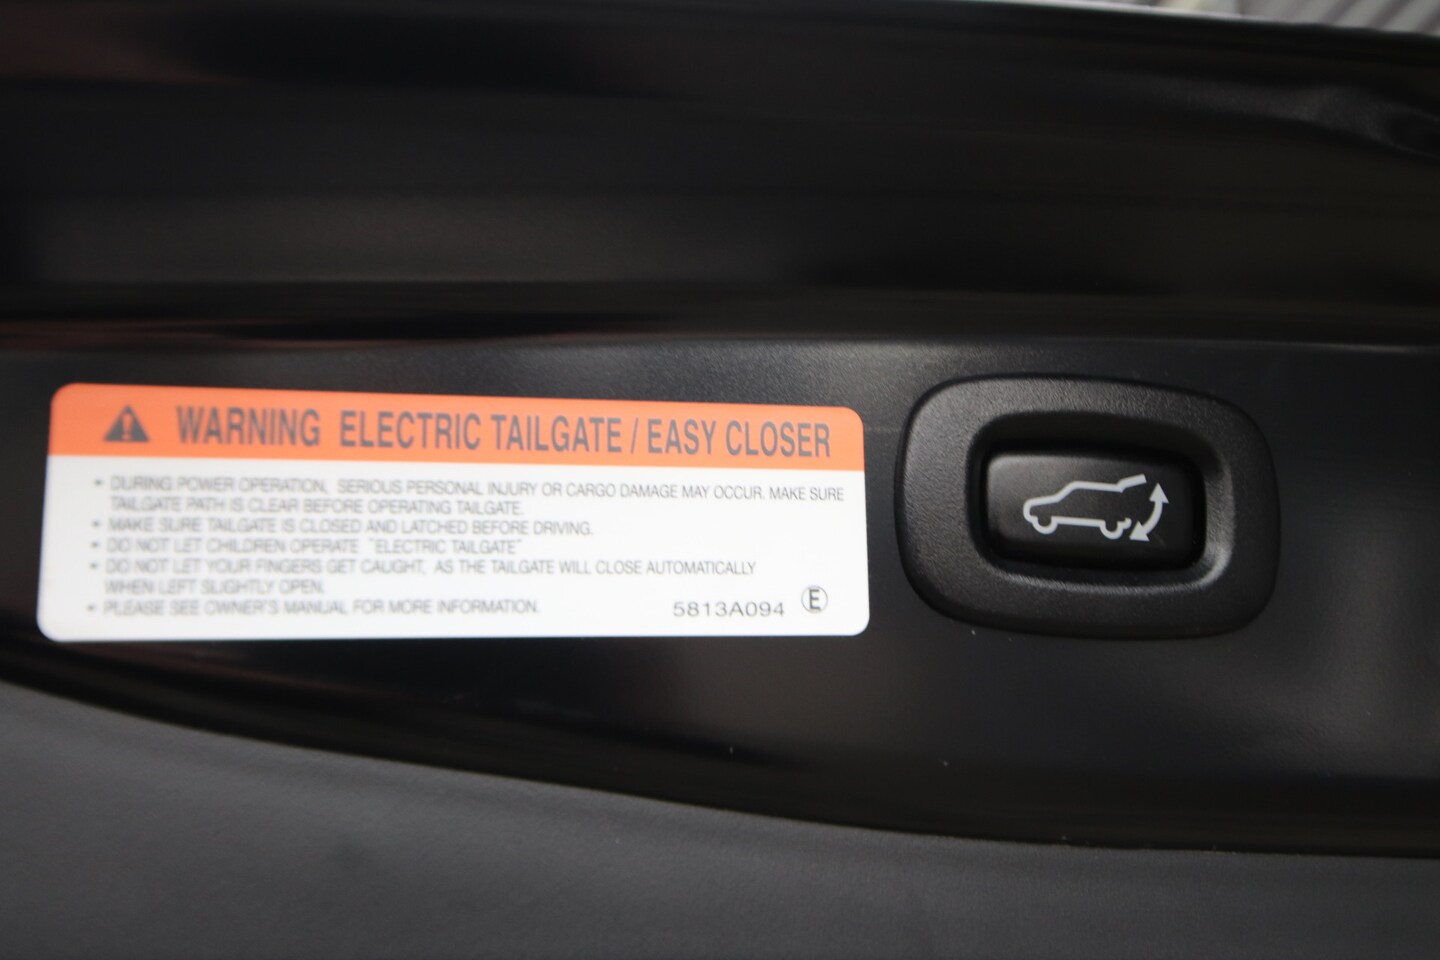 WARNING ELECTRIC TAILGATE / EASY CLOSER
• DURING POWER OPERATION, SERIOUS PERSONAL INJURY OR CARGO DAMAGE MAY OCCUR. MAKE SURE
TAILGATE PATH IS CLEAR BEFORE OPERATING TAILGATE.
• MAKE SURE TAILGATE IS CLOSED AND LATCHED BEFORE DRIVING.
• DO NOT LET CHILDREN OPERATE "ELECTRIC TAILGATE"
• DO NOT LET YOUR FINGERS GET CAUGHT, AS THE TAILGATE WILL CLOSE AUTOMATICALLY
WHEN LEFT SLIGHTLY OPEN.
• PLEASE SEE OWNER'S MANUAL FOR MORE INFORMATION.
5813A094 E